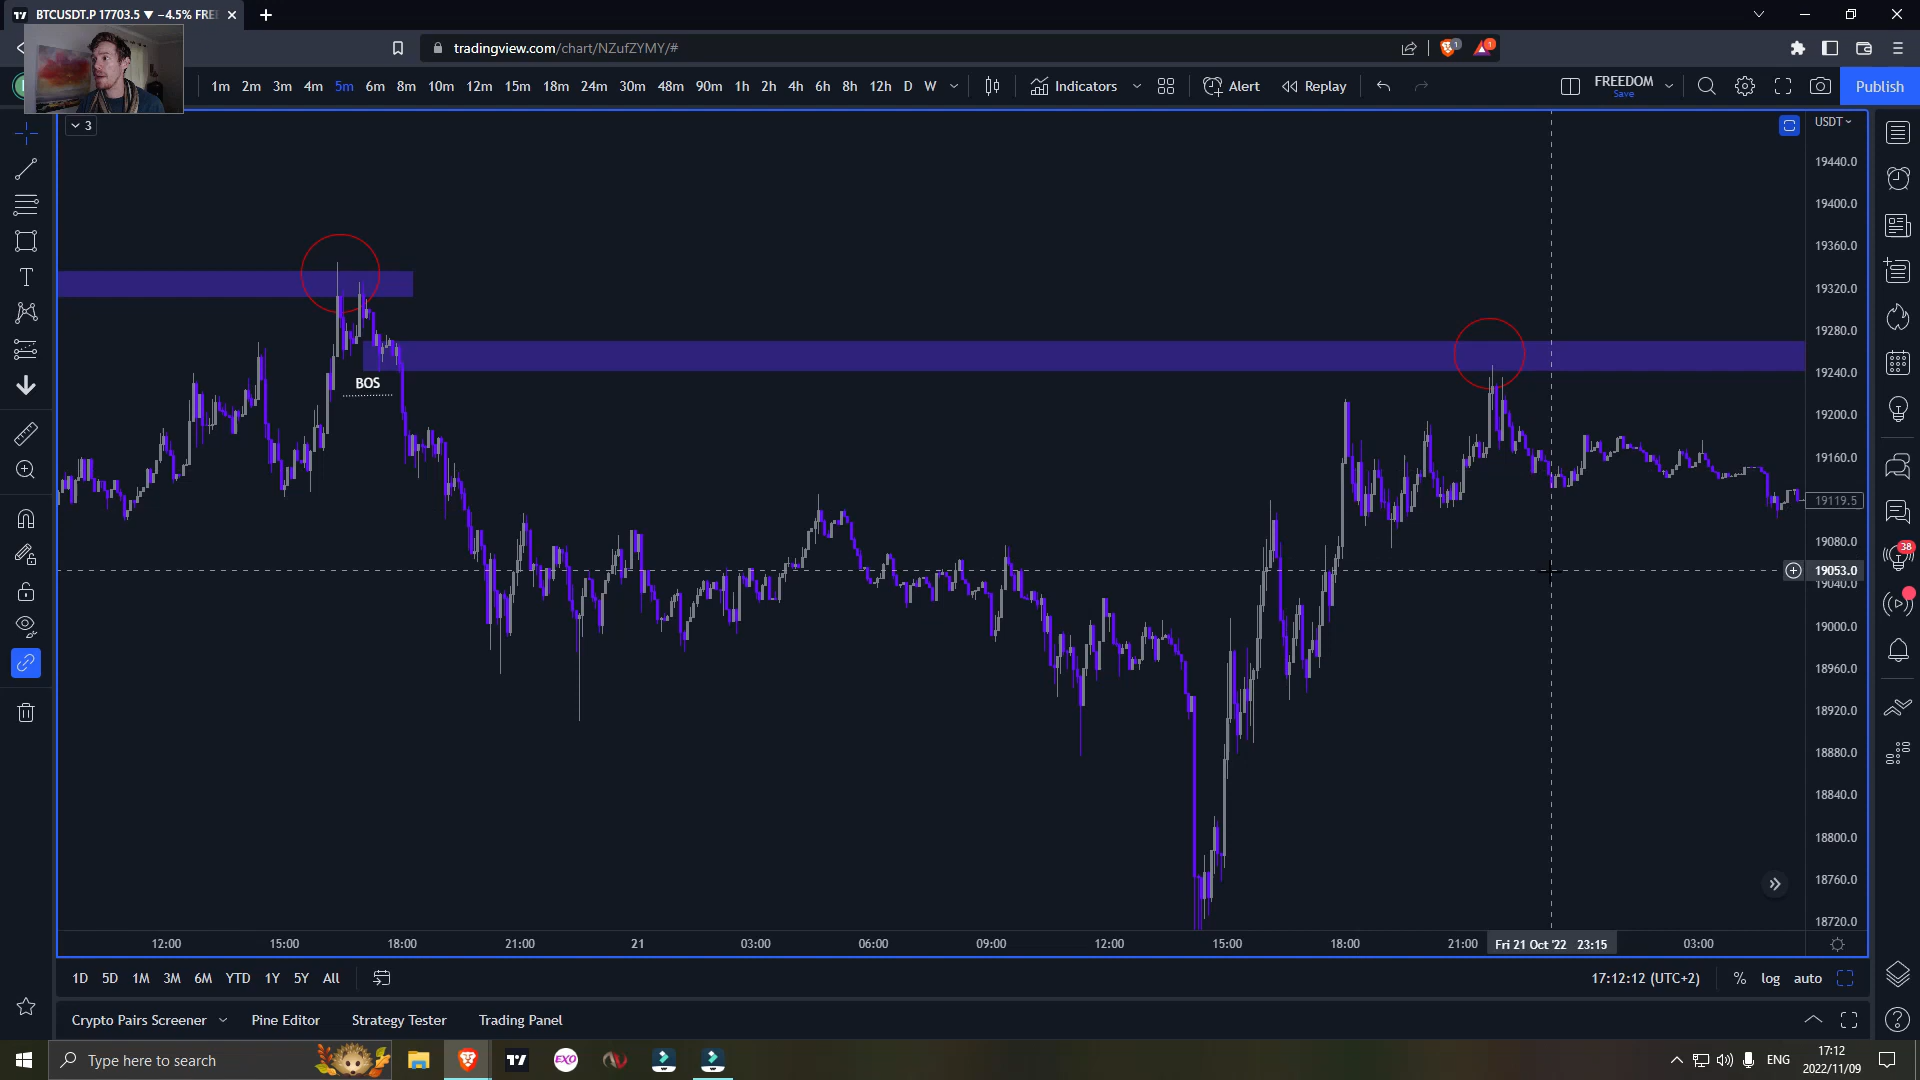 BTCUSDT.P 17703.5 ▼ −4.5% FRE
tradingview.com/chart/NZufZYMY/#
1
1
1m 2m 3m 4m 5m 6m 8m 10m 12m 15m 18m 24m 30m 48m 90m 1h 2h 4h 6h 8h 12h D W
Indicators
Alert
Replay
FREEDOM
Save
Publish
3
USDT
19440.0
19400.0
19360.0
19320.0
19280.0
19240.0
19200.0
19160.0
19119.5
19080.0
19053.0
19040.0
19000.0
18960.0
18920.0
18880.0
18840.0
18800.0
18760.0
18720.0
BOS
38
12:00 15:00 18:00 21:00 21 03:00 06:00 09:00 12:00 15:00 18:00 21:00 Fri 21 Oct '22 23:15 03:00
1D 5D 1M 3M 6M YTD 1Y 5Y All
17:12:12 (UTC+2) % log auto
Crypto Pairs Screener Pine Editor Strategy Tester Trading Panel
Type here to search
EXO
ENG
17:12
2022/11/09